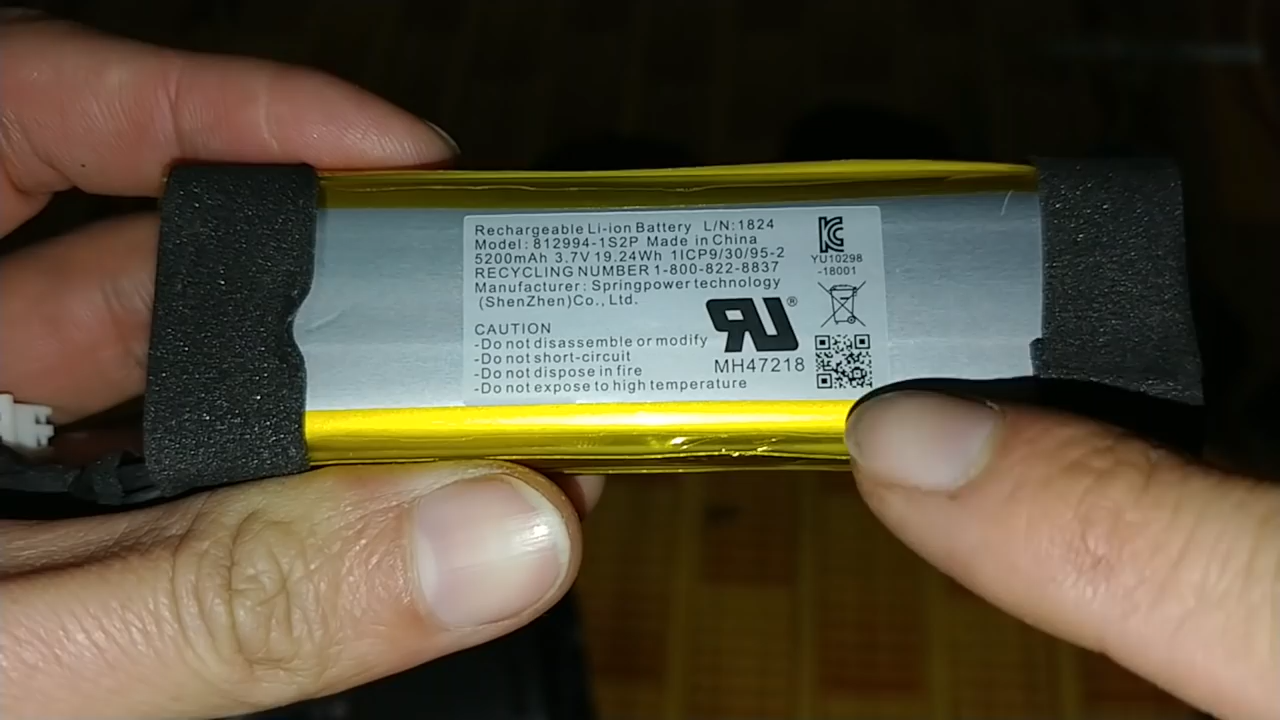 Rechargeable Li-ion Battery L/N:1824
Model: 812994-1S2P Made in China
5200mAh 3.7V 19.24Wh 1ICP9/30/95-2
RECYCLING NUMBER 1-800-822-8837
Manufacturer: Springpower technology
(ShenZhen)Co., Ltd.
CAUTION
-Do not disassemble or modify
-Do not short-circuit
-Do not dispose in fire
-Do not expose to high temperature
RU®
MH47218
KC
YU10298
-18001